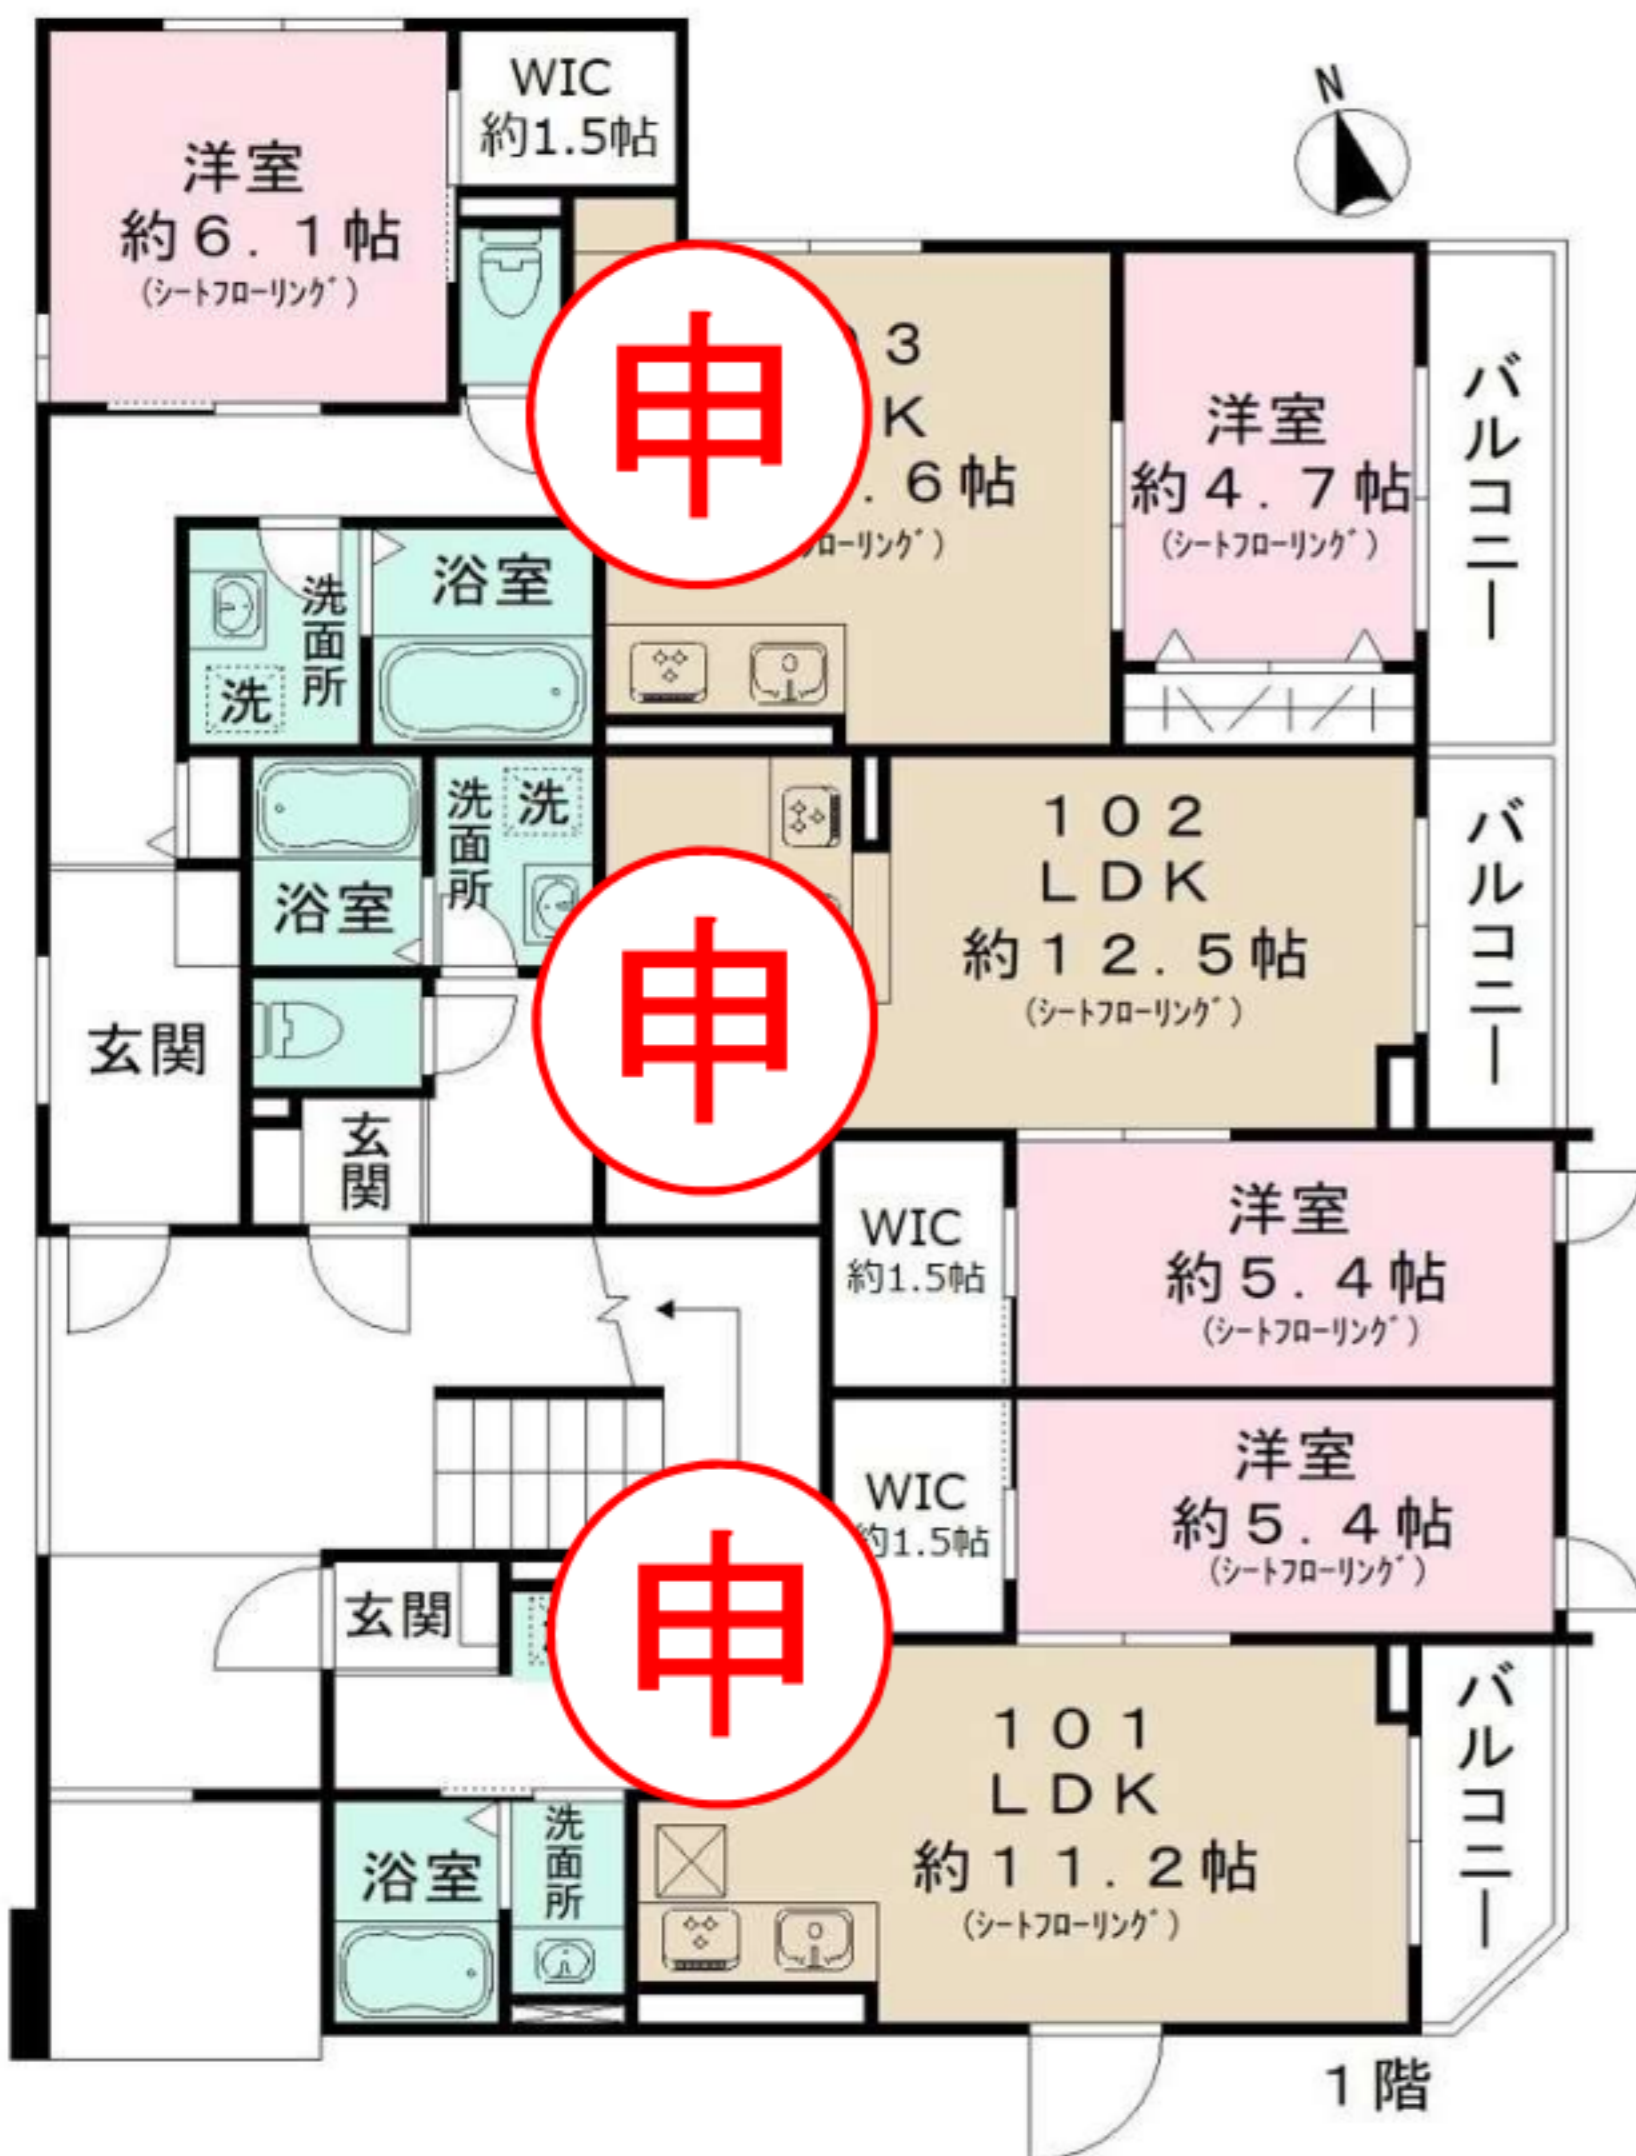 N
WIC
約1.5帖
洋室
約6.1帖
(シートフローリング)
申
3
K
.6帖
ローリング)
洋室
約4.7帖
(シートフローリング)
バルコニー
洗面所
洗
浴室
浴室
洗面所
洗
102
LDK
約12.5帖
(シートフローリング)
バルコニー
申
玄関
玄関
WIC
約1.5帖
洋室
約5.4帖
(シートフローリング)
WIC
約1.5帖
洋室
約5.4帖
(シートフローリング)
玄関
申
101
LDK
約11.2帖
(シートフローリング)
バルコニー
浴室
洗面所
1階